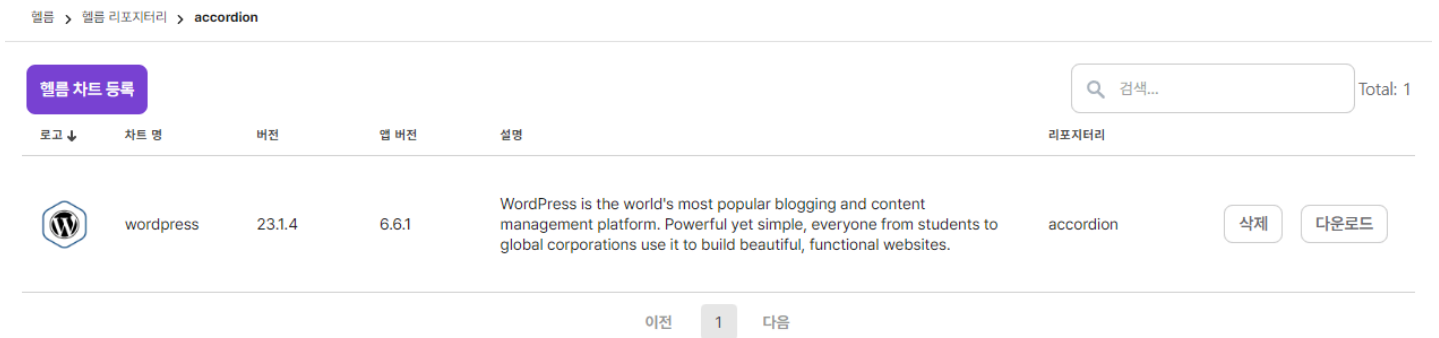 헬름 > 헬름 리포지터리 > accordion
헬름 차트 등록
검색...
Total: 1
로고 차트 명 버전 앱 버전 설명 리포지터리
WordPress is the world's most popular blogging and content
wordpress 23.1.4 6.6.1 management platform. Powerful yet simple, everyone from students to accordion 삭제 다운로드
global corporations use it to build beautiful, functional websites.
이전 1 다음